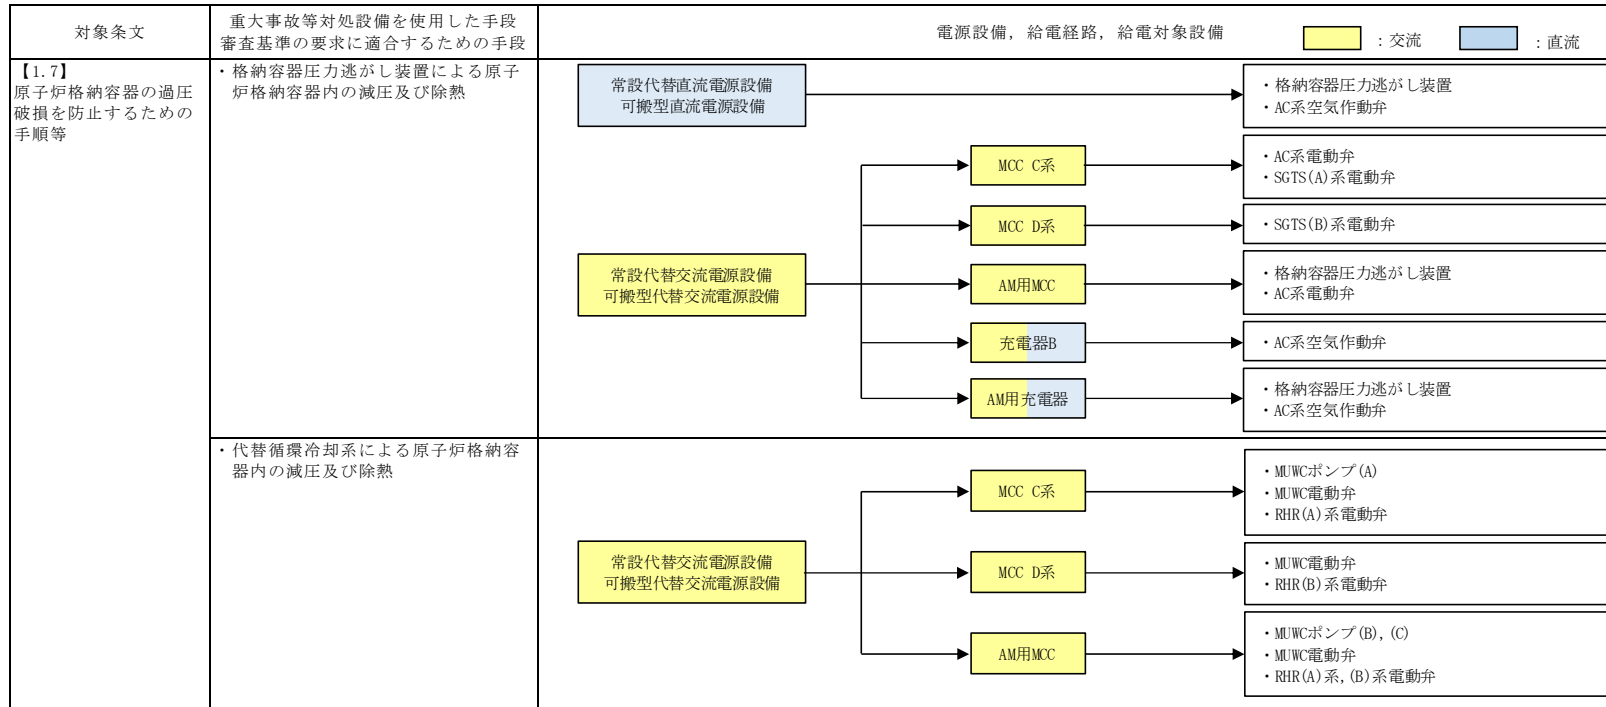 対象条文
重大事故等対処設備を使用した手段
審査基準の要求に適合するための手段
電源設備, 給電経路, 給電対象設備
：交流
：直流
【1.7】
原子炉格納容器の過圧
破損を防止するための
手順等
・格納容器圧力逃がし装置による原子
炉格納容器内の減圧及び除熱
常設代替直流電源設備
可搬型直流電源設備
・格納容器圧力逃がし装置
・AC系空気作動弁
常設代替交流電源設備
可搬型代替交流電源設備
MCC C系
・AC系電動弁
・SGTS(A)系電動弁
MCC D系
・SGTS(B)系電動弁
AM用MCC
・格納容器圧力逃がし装置
・AC系電動弁
充電器B
・AC系空気作動弁
AM用充電器
・格納容器圧力逃がし装置
・AC系空気作動弁
・代替循環冷却系による原子炉格納容
器内の減圧及び除熱
常設代替交流電源設備
可搬型代替交流電源設備
MCC C系
・MUWCポンプ(A)
・MUWC電動弁
・RHR(A)系電動弁
MCC D系
・MUWC電動弁
・RHR(B)系電動弁
AM用MCC
・MUWCポンプ(B),(C)
・MUWC電動弁
・RHR(A)系,(B)系電動弁